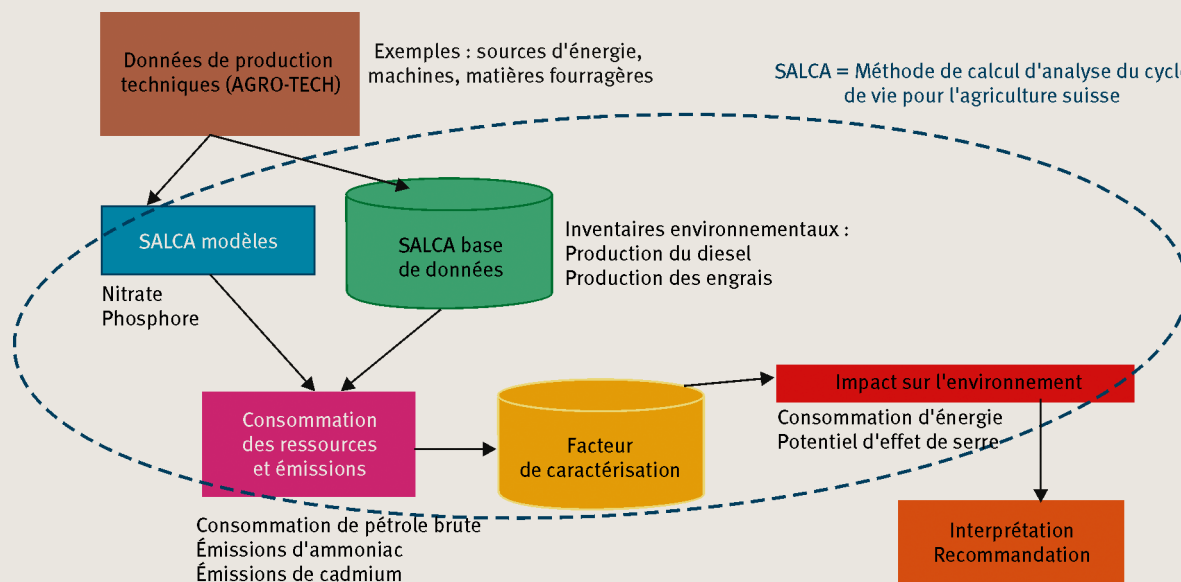 Données de production
techniques (AGRO-TECH)
Exemples : sources d'énergie,
machines, matières fourragères
SALCA = Méthode de calcul d'analyse du cycle
de vie pour l'agriculture suisse
SALCA modèles
Nitrate
Phosphore
SALCA base
de données
Inventaires environnementaux :
Production du diesel
Production des engrais
Consommation
des ressources
et émissions
Consommation de pétrole brute
Émissions d'ammoniac
Émissions de cadmium
Facteur
de caractérisation
Impact sur l'environnement
Consommation d'énergie
Potentiel d'effet de serre
Interprétation
Recommandation